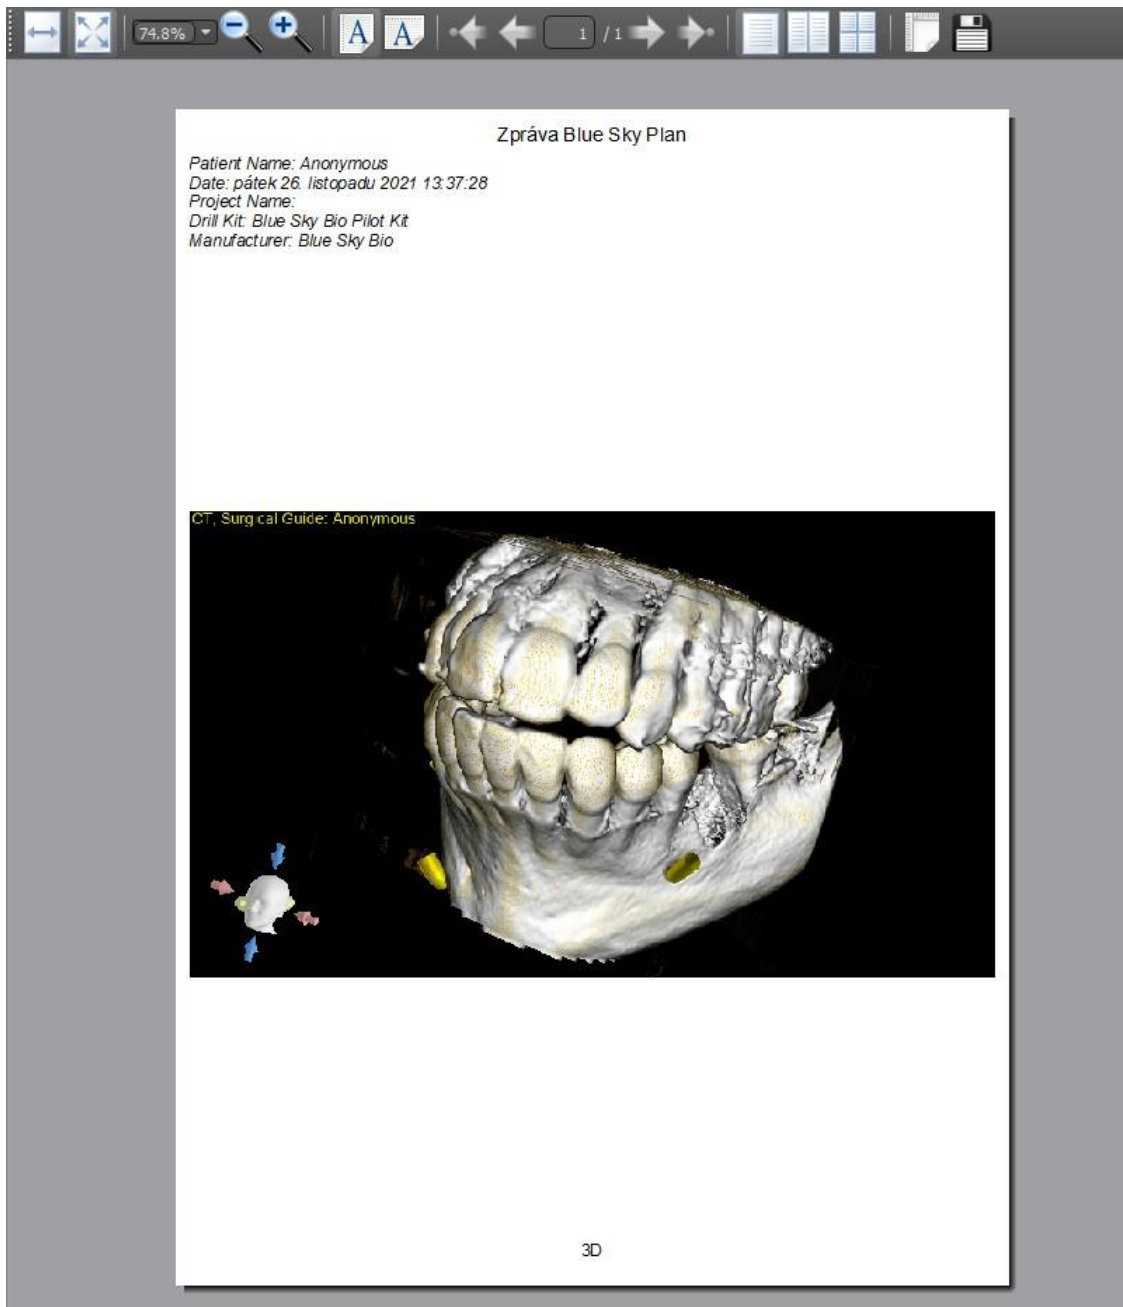 74.8%
A A
1 / 1
Zpráva Blue Sky Plan
Patient Name: Anonymous
Date: pátek 26. listopadu 2021 13:37:28
Project Name:
Drill Kit: Blue Sky Bio Pilot Kit
Manufacturer: Blue Sky Bio
CT, Surgical Guide: Anonymous
3D